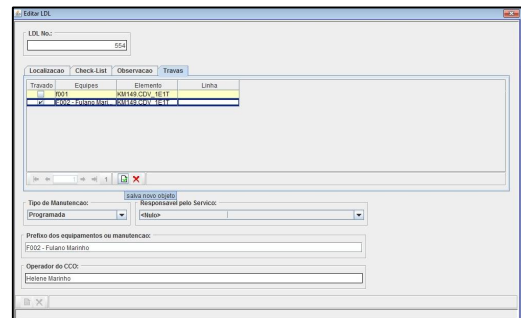 Editar LDL
LDL No.:
554
Localizacao Check-List Observacao Travas
Travado Equipes Elemento Linha
f001 KM149.CDV_1E1T
F002 - Fulano Mari... KM149.CDV_1E1T
1
salva novo objeto
Tipo de Manutencao: Responsavel pelo Servico:
Programada <Nulo>
Prefixo dos equipamentos ou manutencao:
F002 - Fulano Marinho
Operador do CCO:
Helene Marinho